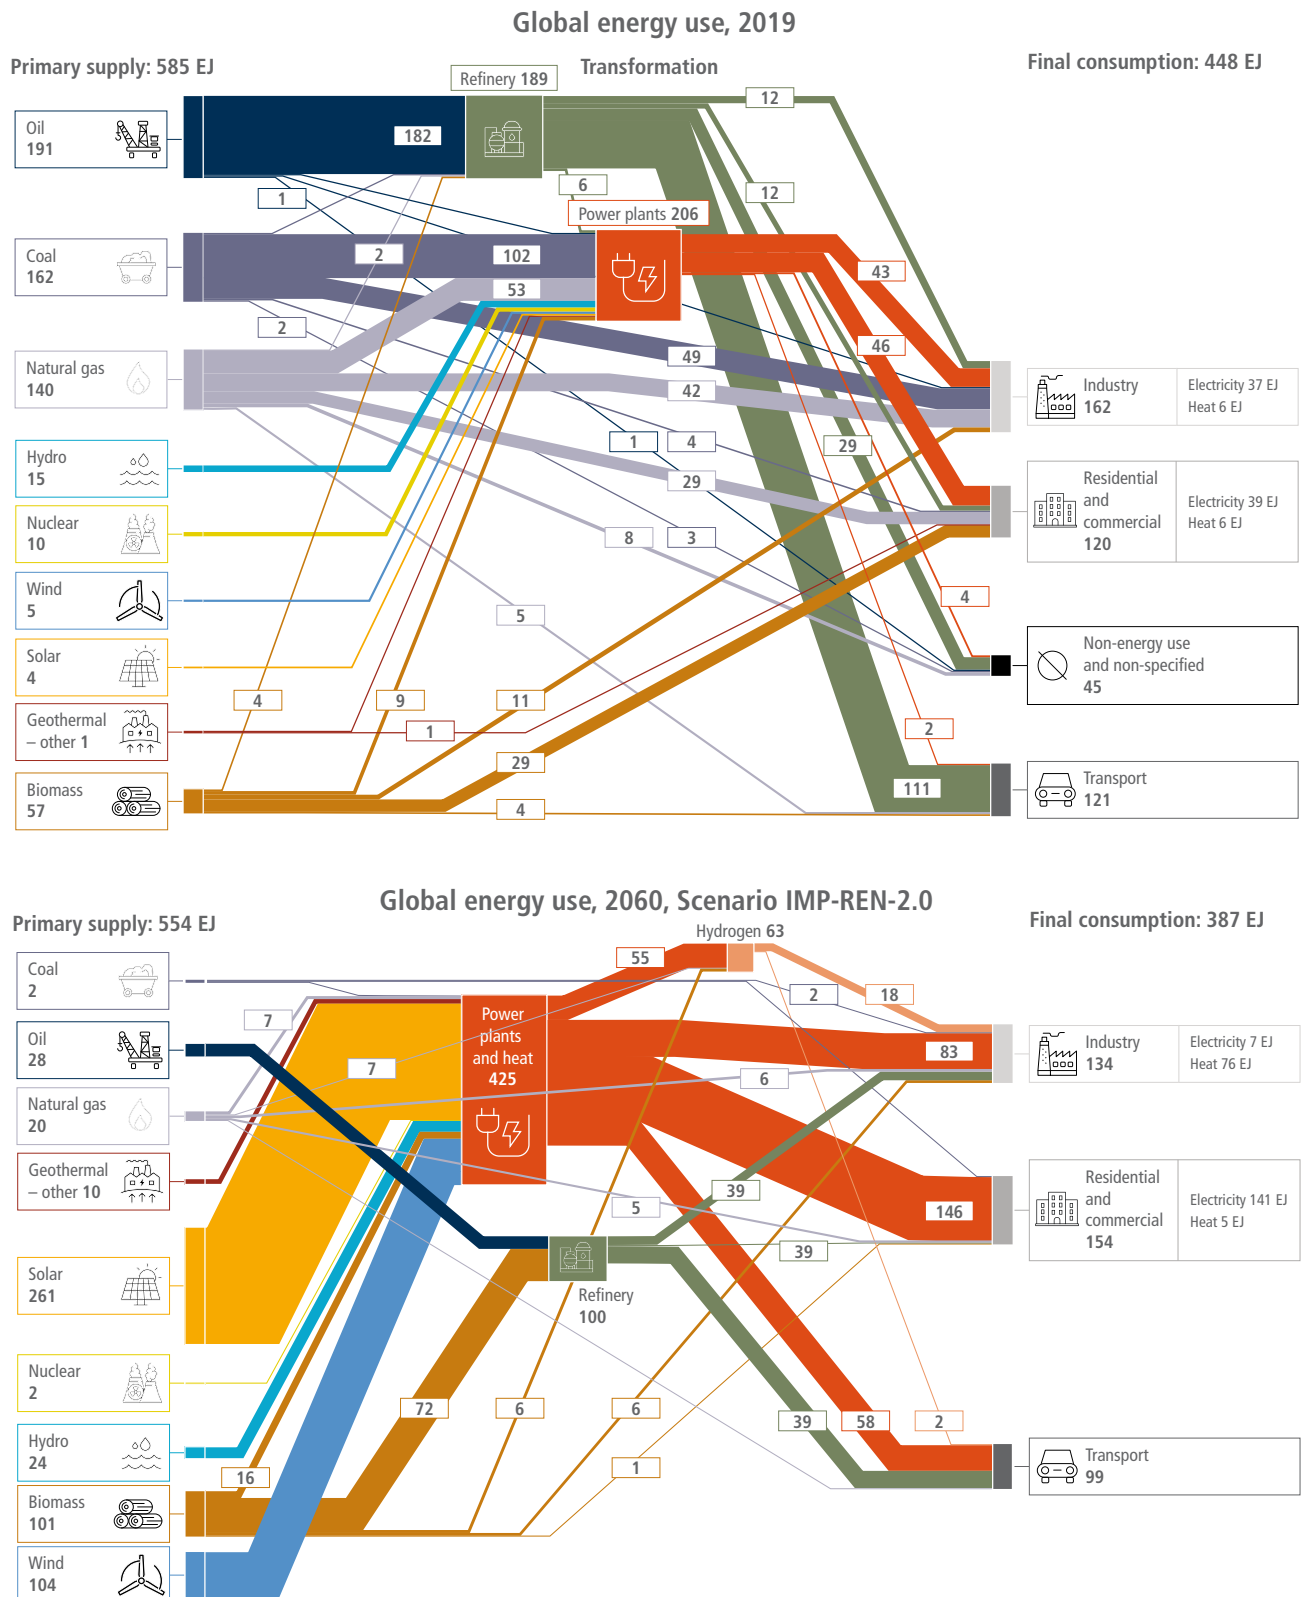 Global energy use, 2019
Primary supply: 585 EJ
Transformation
Final consumption: 448 EJ
Refinery 189
12
Oil
191
182
6
12
1
Power plants 206
Coal
162
2
102
43
53
2
46
49
Natural gas
140
42
Industry
162
Electricity 37 EJ
Heat 6 EJ
1
4
29
Hydro
15
29
Residential
and
commercial
120
Electricity 39 EJ
Heat 6 EJ
Nuclear
10
8
3
Wind
5
5
4
Solar
4
Non-energy use
and non-specified
45
4
9
11
Geothermal
– other 1
1
2
29
Biomass
57
4
111
Transport
121
Global energy use, 2060, Scenario IMP-REN-2.0
Primary supply: 554 EJ
Final consumption: 387 EJ
Hydrogen 63
55
Coal
2
2
18
7
Power
plants
and heat
425
Oil
28
83
Industry
134
Electricity 7 EJ
Heat 76 EJ
7
6
Natural gas
20
Geothermal
– other 10
39
5
146
Residential
and
commercial
154
Electricity 141 EJ
Heat 5 EJ
39
Solar
261
Refinery
100
Nuclear
2
72
6
6
39
58
2
Hydro
24
16
1
Transport
99
Biomass
101
Wind
104